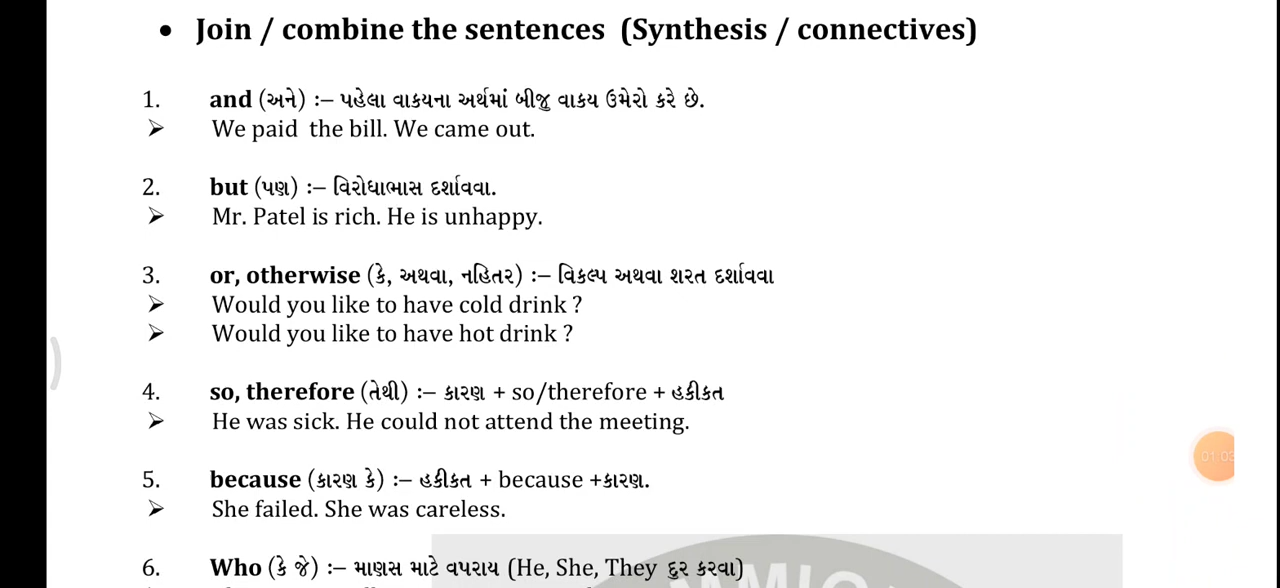 • Join / combine the sentences (Synthesis / connectives)
1. and (અને) :– પહેલા વાકયના અર્થમાં બીજુ વાકય ઉમેરો કરે છે.
➢ We paid the bill. We came out.
2. but (પણ) :– વિરોધાભાસ દર્શાવવા.
➢ Mr. Patel is rich. He is unhappy.
3. or, otherwise (કે, અથવા, નહિતર) :– વિકલ્પ અથવા શરત દર્શાવવા
➢ Would you like to have cold drink ?
➢ Would you like to have hot drink ?
4. so, therefore (તેથી) :– કારણ + so/therefore + હકીકત
➢ He was sick. He could not attend the meeting.
5. because (કારણ કે) :– હકીકત + because +કારણ.
➢ She failed. She was careless.
6. Who (કે જે) :– માણસ માટે વપરાય (He, She, They દુર કરવા)